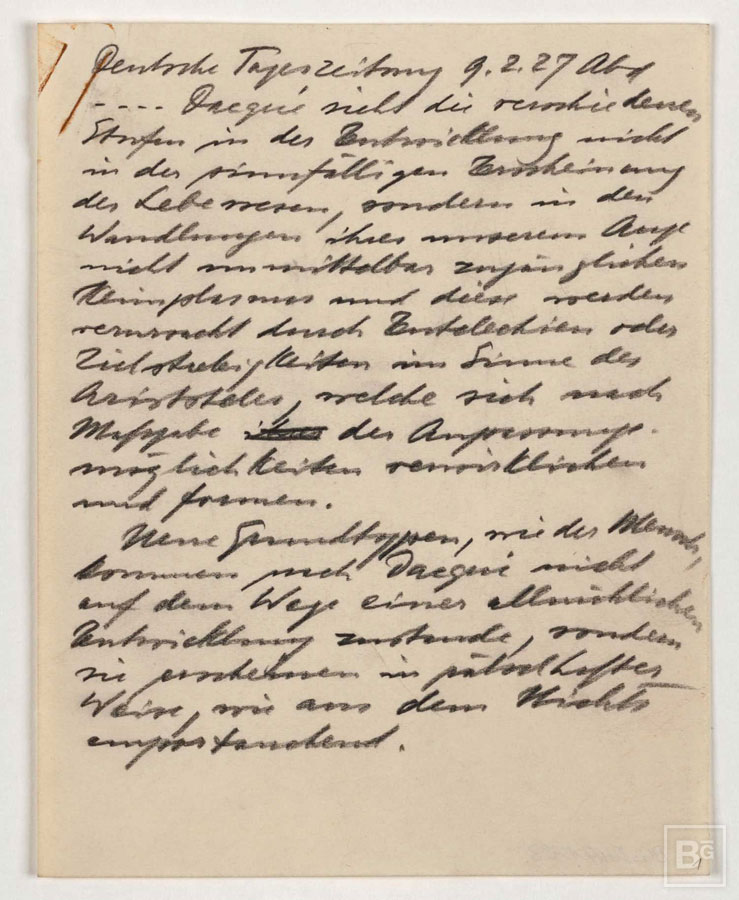 Deutsche Tageszeitung 9.2.27 Abd
---- Dacqué sieht die verschiedenen
Stufen in der Entwicklung nicht
in der sinnfälligen Erscheinung
der Lebewesen, sondern in den
Wandlungen ihres unserem Auge
nicht unmittelbar zugänglichen
Keimplasmas und diese werden
verursacht durch Entelechien oder
Zielstrebigkeiten im Sinne des
Aristoteles, welche sich nach
Massgabe der Anpassungs-
möglichkeiten verwirklichen
und formen.
Neue Grundtypen, wie der Mensch,
kommen nach Dacqué nicht
auf dem Wege einer allmählichen
Entwicklung zustande, sondern
sie erscheinen in rätselhafter
Weise, wie aus dem Nichts
emportauchend.
BG